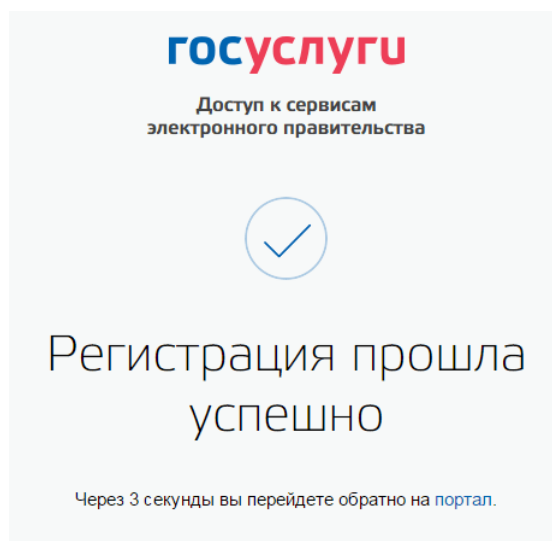 госуслуги
Доступ к сервисам
электронного правительства
Регистрация прошла
успешно
Через 3 секунды вы перейдете обратно на портал.